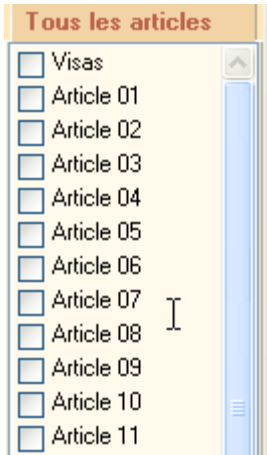 Tous les articles
Visas
Article 01
Article 02
Article 03
Article 04
Article 05
Article 06
Article 07
Article 08
Article 09
Article 10
Article 11